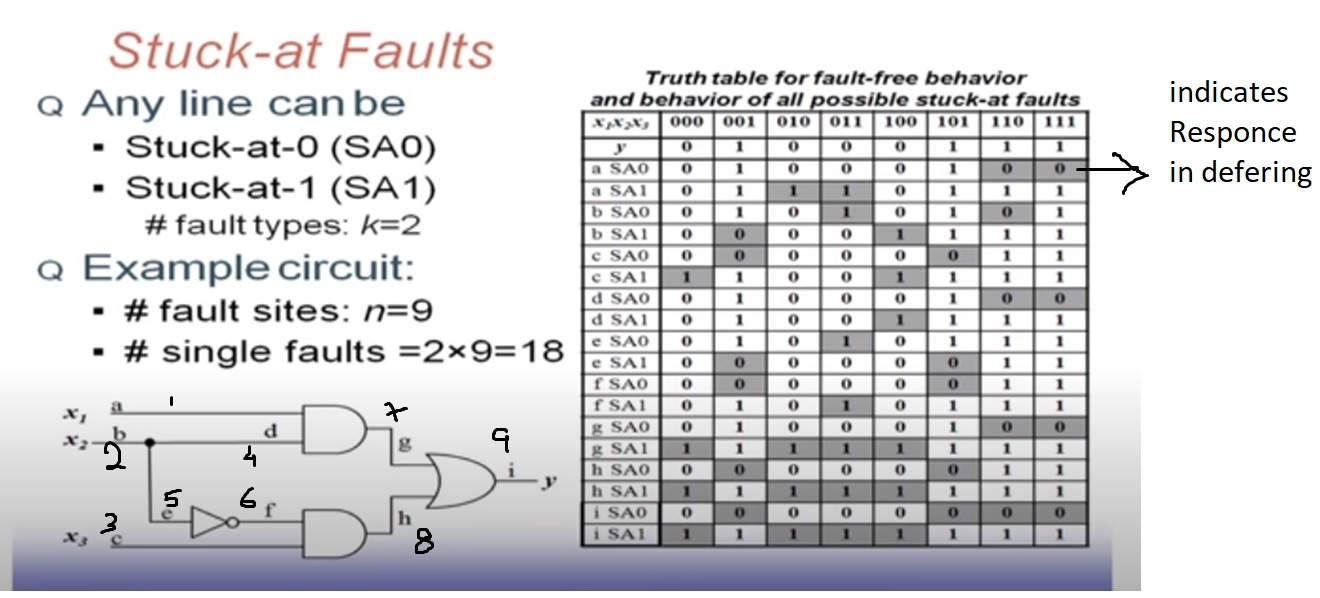 Stuck-at Faults
Q Any line can be
▪ Stuck-at-0 (SA0)
▪ Stuck-at-1 (SA1)
# fault types: k=2
Q Example circuit:
▪ # fault sites: n=9
▪ # single faults =2×9=18
x₁ a 1
x₂ b 2
d 4
7 g
9 i y
5 e
6 f
x₃ 3 c
h 8
Truth table for fault-free behavior
and behavior of all possible stuck-at faults
x₁x₂x₃ 000 001 010 011 100 101 110 111
y 0 1 0 0 0 1 1 1
a SA0 0 1 0 0 0 1 0 0
a SA1 0 1 1 1 0 1 1 1
b SA0 0 1 0 1 0 1 0 1
b SA1 0 0 0 0 1 1 1 1
c SA0 0 0 0 0 0 0 1 1
c SA1 1 1 0 0 1 1 1 1
d SA0 0 1 0 0 0 1 0 0
d SA1 0 1 0 0 1 1 1 1
e SA0 0 1 0 1 0 1 1 1
e SA1 0 0 0 0 0 0 1 1
f SA0 0 0 0 0 0 0 1 1
f SA1 0 1 0 1 0 1 1 1
g SA0 0 1 0 0 0 1 0 0
g SA1 1 1 1 1 1 1 1 1
h SA0 0 0 0 0 0 0 1 1
h SA1 1 1 1 1 1 1 1 1
i SA0 0 0 0 0 0 0 0 0
i SA1 1 1 1 1 1 1 1 1
indicates
Responce
in defering